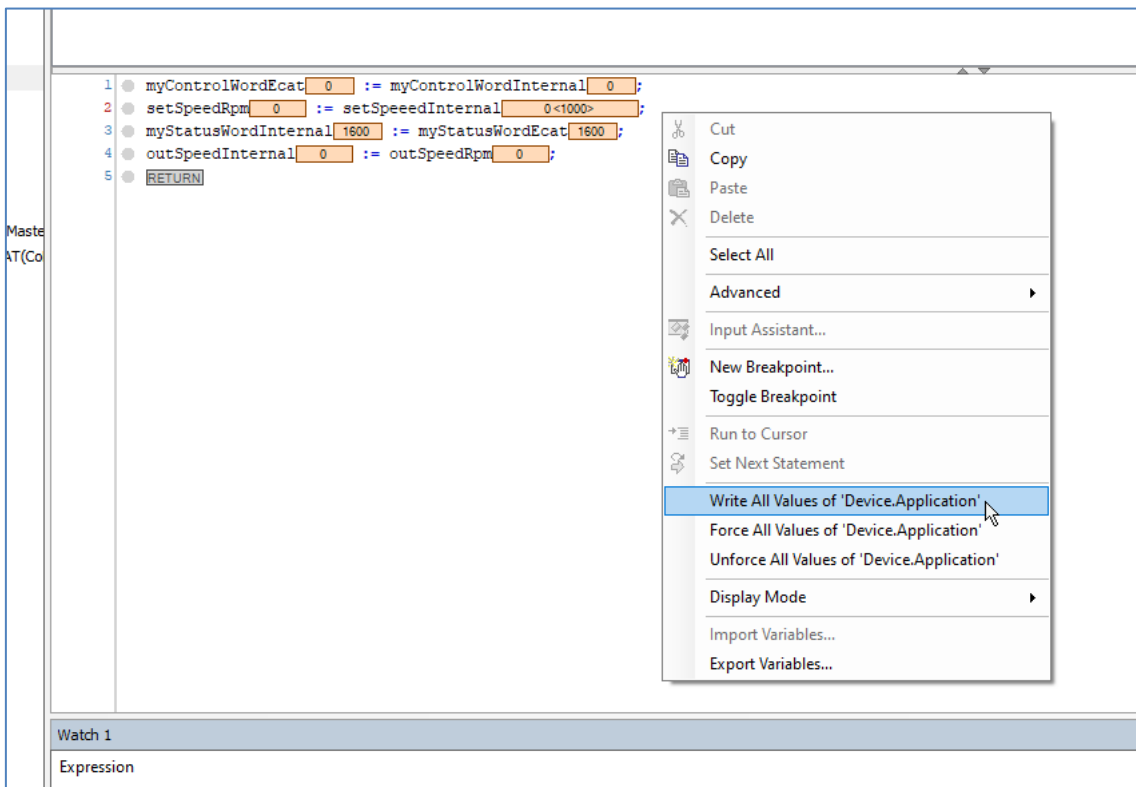 1 myControlWordEcat 0 := myControlWordInternal 0 ;
2 setSpeedRpm 0 := setSpeeedInternal 0<1000> ;
3 myStatusWordInternal 1600 := myStatusWordEcat 1600 ;
4 outSpeedInternal 0 := outSpeedRpm 0 ;
5 RETURN
Maste
AT(Co
Cut
Copy
Paste
Delete
Select All
Advanced
Input Assistant...
New Breakpoint...
Toggle Breakpoint
Run to Cursor
Set Next Statement
Write All Values of 'Device.Application'
Force All Values of 'Device.Application'
Unforce All Values of 'Device.Application'
Display Mode
Import Variables...
Export Variables...
Watch 1
Expression